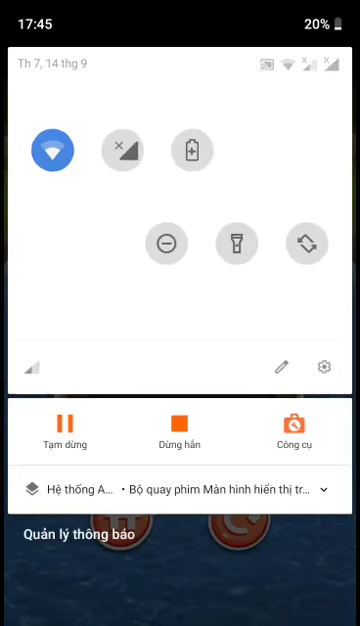 17:45
20%
Th 7, 14 thg 9
Tạm dừng
Dừng hẳn
Công cụ
Hệ thống A... • Bộ quay phim Màn hình hiển thị tr...
Quản lý thông báo